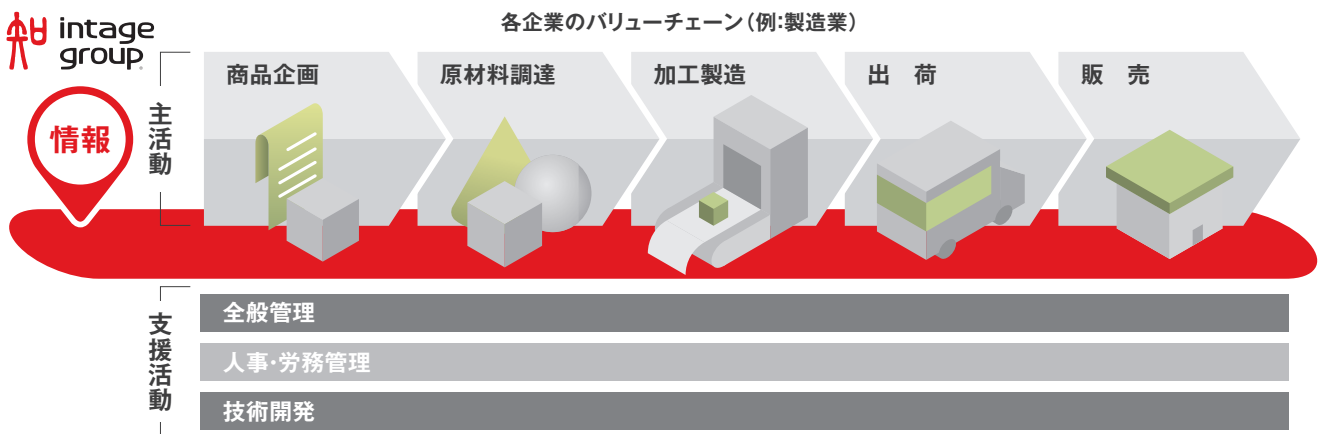 各企業のバリューチェーン(例:製造業)
知
intage
group
情報
主活動
商品企画
原材料調達
加工製造
出　荷
販　売
支援活動
全般管理
人事・労務管理
技術開発